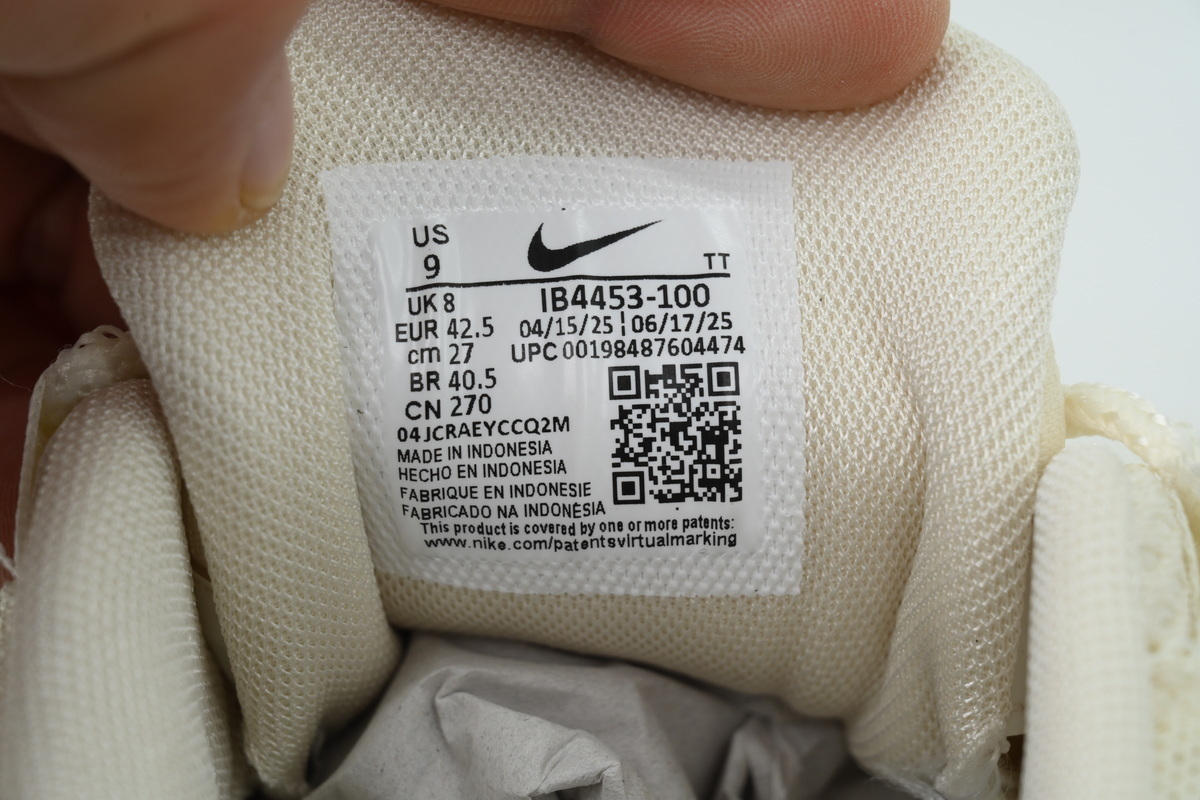 US
9
TT
UK 8
IB4453-100
EUR 42.5
04/15/25 ¦ 06/17/25
cm 27
UPC 00198487604474
BR 40.5
CN 270
04JCRAEYCCQ2M
MADE IN INDONESIA
HECHO EN INDONESIA
FABRIQUE EN INDONESIE
FABRICADO NA INDONÉSIA
This product is covered by one or more patents:
www.nike.com/patentsvirtualmarking